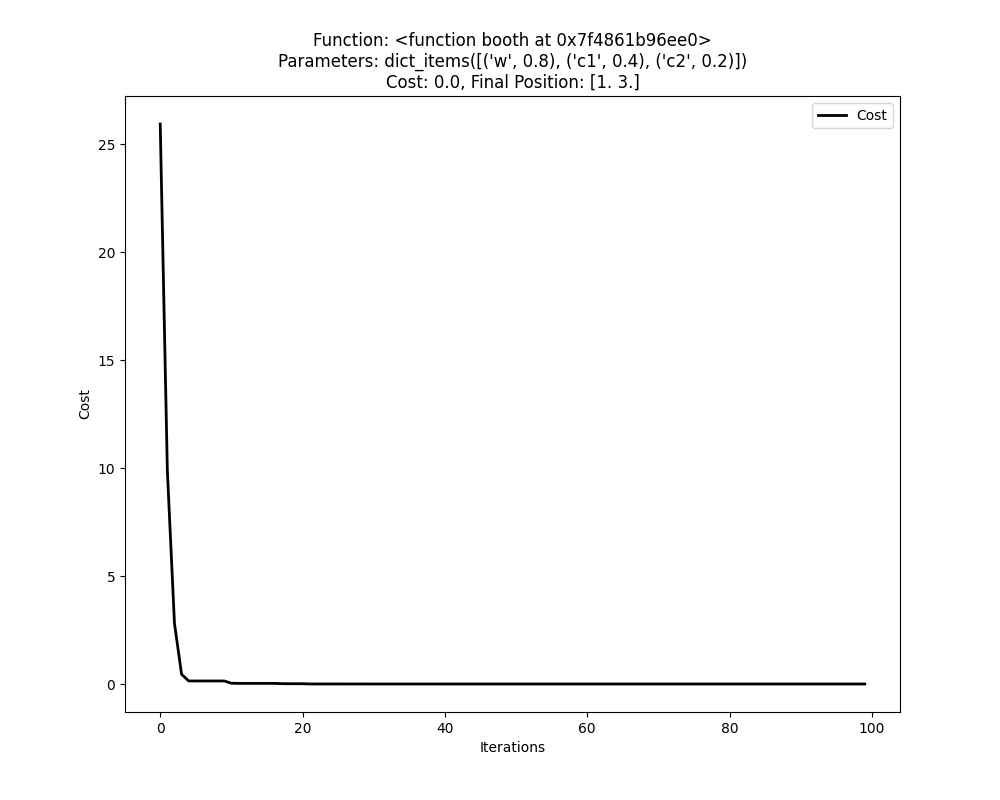 Function: <function booth at 0x7f4861b96ee0>
Parameters: dict_items([('w', 0.8), ('c1', 0.4), ('c2', 0.2)])
Cost: 0.0, Final Position: [1. 3.]
Cost
25
20
15
10
5
0
Cost
0
20
40
60
80
100
Iterations